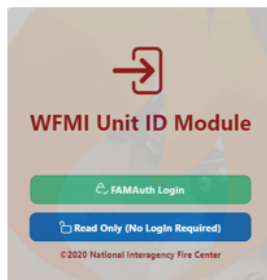 WFMI Unit ID Module
FAMAuth Login
Read Only (No LogIn Required)
©2020 National Interagency Fire Center